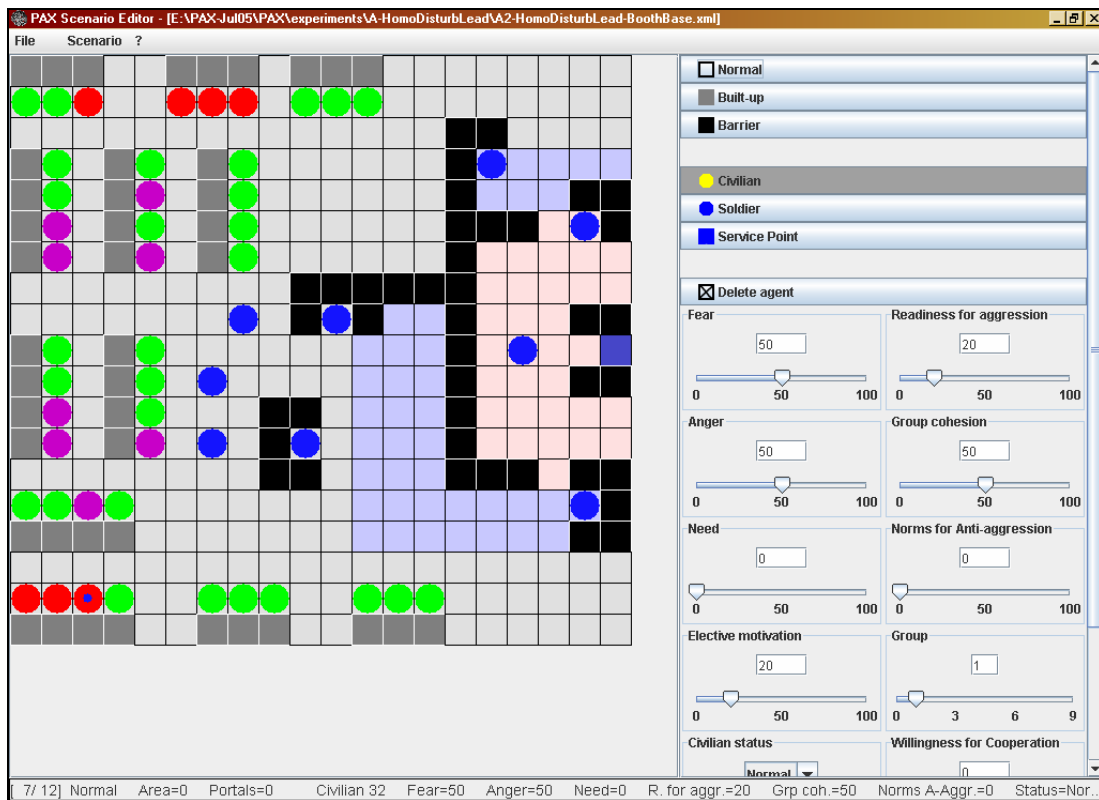 PAX Scenario Editor - [E:\PAX-Jul05\PAX\experiments\A-HomoDisturbLead\A2-HomoDisturbLead-BoothBase.xml]
File Scenario ?
Normal
Built-up
Barrier
Civilian
Soldier
Service Point
Delete agent
Fear Readiness for aggression
50 20
0 50 100 0 50 100
Anger Group cohesion
50 50
0 50 100 0 50 100
Need Norms for Anti-aggression
0 0
0 50 100 0 50 100
Elective motivation Group
20 1
0 50 100 0 3 6 9
Civilian status Willingness for Cooperation
Normal 0
[ 7/ 12] Normal Area=0 Portals=0 Civilian 32 Fear=50 Anger=50 Need=0 R. for aggr.=20 Grp coh.=50 Norms A-Aggr.=0 Status=Nor...